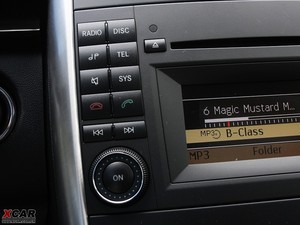 RADIO DISC
TEL
SYS
ON
6 Magic Mustard M...
MP3 B-Class
MP3 Folder
XCAR